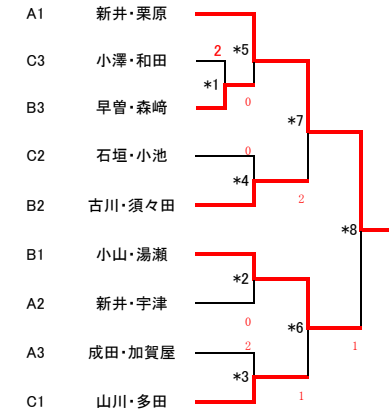 A1 新井・栗原
C3 小澤・和田 2 *5
*1
B3 早曽・森﨑 0
*7
C2 石垣・小池 0
*4
B2 古川・須々田 2
*8
B1 小山・湯瀬
*2
A2 新井・宇津
0 *6
A3 成田・加賀屋 2 1
*3
C1 山川・多田 1